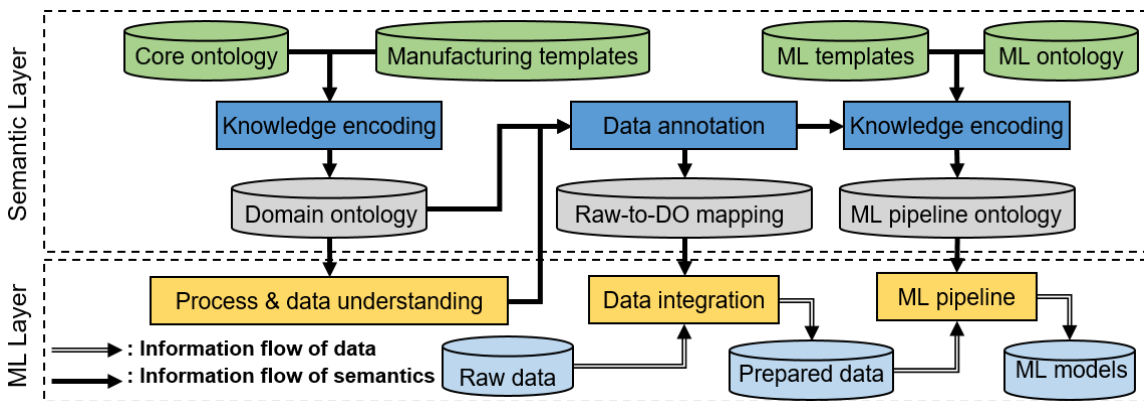 Semantic Layer
Core ontology
Manufacturing templates
ML templates
ML ontology
Knowledge encoding
Data annotation
Knowledge encoding
Domain ontology
Raw-to-DO mapping
ML pipeline ontology
ML Layer
Process & data understanding
Data integration
ML pipeline
: Information flow of data
: Information flow of semantics
Raw data
Prepared data
ML models